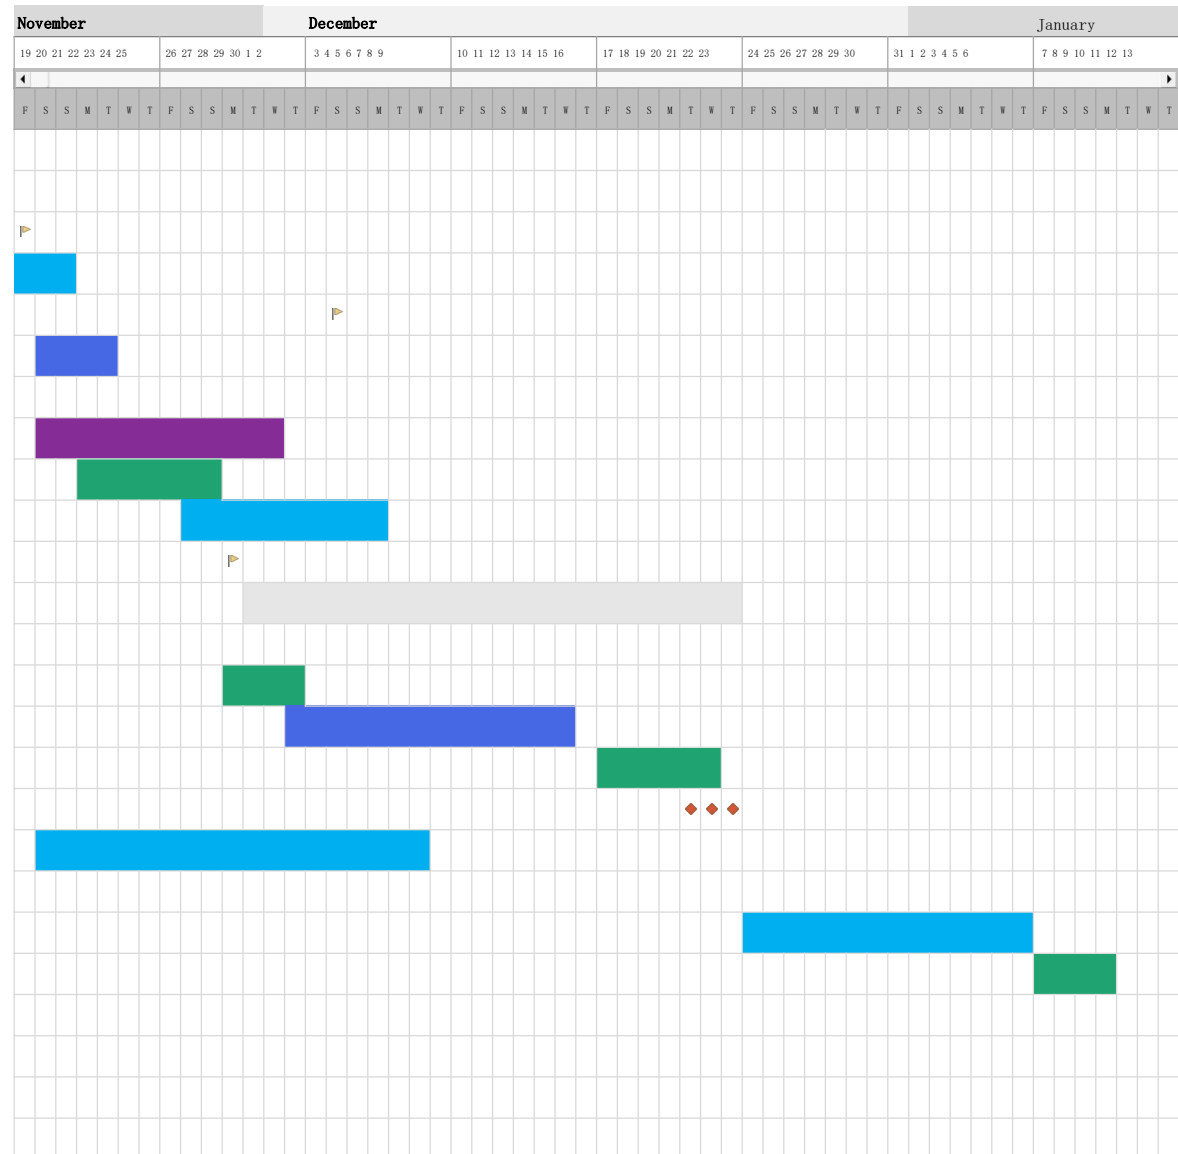 November December January
19 20 21 22 23 24 25 26 27 28 29 30 1 2 3 4 5 6 7 8 9 10 11 12 13 14 15 16 17 18 19 20 21 22 23 24 25 26 27 28 29 30 31 1 2 3 4 5 6 7 8 9 10 11 12 13
F S S M T W T F S S M T W T F S S M T W T F S S M T W T F S S M T W T F S S M T W T F S S M T W T F S S M T W T